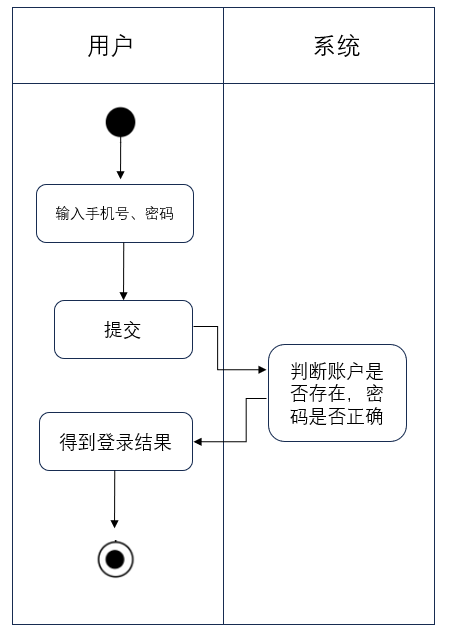 用户
系统
输入手机号、密码
提交
判断账户是
否存在，密
码是否正确
得到登录结果